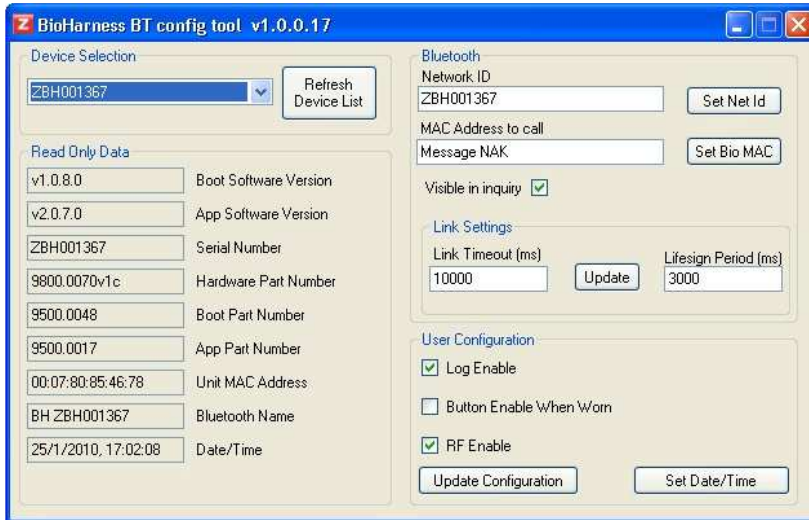 Z BioHarness BT config tool v1.0.0.17
Device Selection
ZBH001367
Refresh
Device List
Read Only Data
v1.0.8.0 Boot Software Version
v2.0.7.0 App Software Version
ZBH001367 Serial Number
9800.0070v1c Hardware Part Number
9500.0048 Boot Part Number
9500.0017 App Part Number
00:07:80:85:46:78 Unit MAC Address
BH ZBH001367 Bluetooth Name
25/1/2010, 17:02:08 Date/Time
Bluetooth
Network ID
ZBH001367 Set Net Id
MAC Address to call
Message NAK Set Bio MAC
Visible in inquiry
Link Settings
Link Timeout (ms) Lifesign Period (ms)
10000 Update 3000
User Configuration
Log Enable
Button Enable When Worn
RF Enable
Update Configuration Set Date/Time